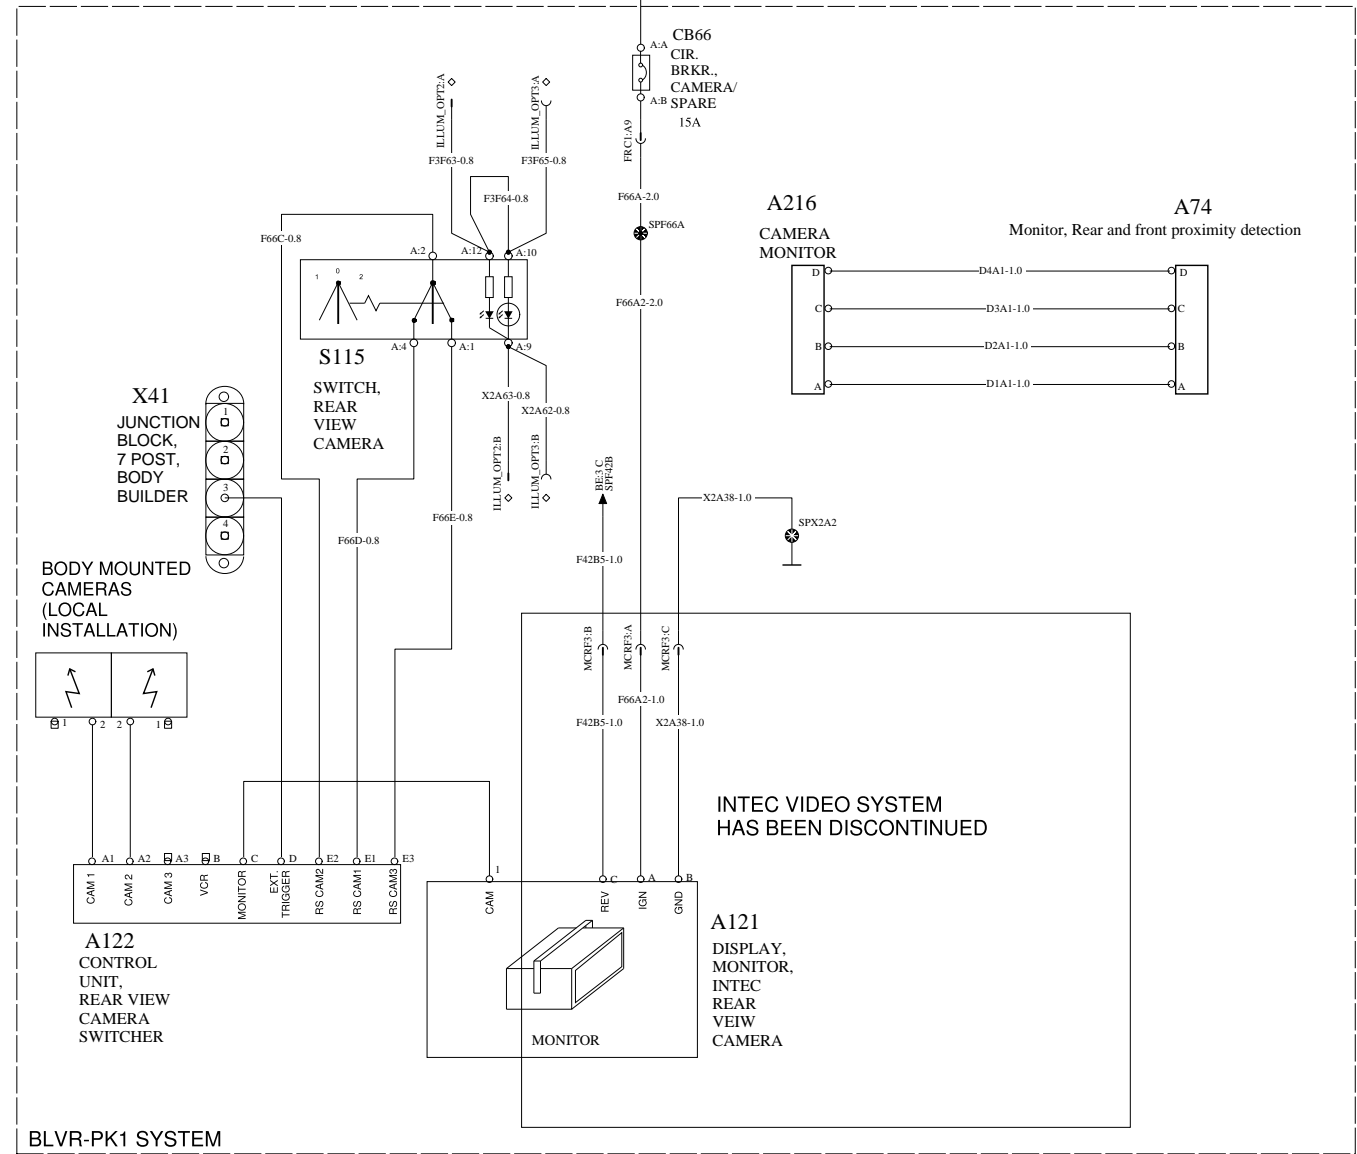 A:A
CB66
CIR.
BRKR.,
CAMERA/
SPARE
15A
A:B
FRC1:A9
F66A-2.0
SPF66A
F66A2-2.0
ILLUM_OPT2:A
ILLUM_OPT3:A
F3F63-0.8
F3F65-0.8
F3F64-0.8
F66C-0.8
A:2
A:12
A:10
1
0
2
A:4
A:1
A:9
S115
SWITCH,
REAR
VIEW
CAMERA
X2A63-0.8
X2A62-0.8
ILLUM_OPT2:B
ILLUM_OPT3:B
A216
CAMERA
MONITOR
A74
Monitor, Rear and front proximity detection
D
D4A1-1.0
D
C
D3A1-1.0
C
B
D2A1-1.0
B
A
D1A1-1.0
A
X41
JUNCTION
BLOCK,
7 POST,
BODY
BUILDER
1
2
3
4
F66E-0.8
F66D-0.8
BE:3 C
SPF42B
X2A38-1.0
SPX2A2
F42B5-1.0
BODY MOUNTED
CAMERAS
(LOCAL
INSTALLATION)
1
2
2
1
MCRF3:B
MCRF3:A
MCRF3:C
F66A2-1.0
F42B5-1.0
X2A38-1.0
INTEC VIDEO SYSTEM
HAS BEEN DISCONTINUED
A1
A2
A3
B
C
D
E2
E1
E3
CAM 1
CAM 2
CAM 3
VCR
MONITOR
EXT.
TRIGGER
RS CAM2
RS CAM1
RS CAM3
A122
CONTROL
UNIT,
REAR VIEW
CAMERA
SWITCHER
1
C
A
B
CAM
REV
IGN
GND
MONITOR
A121
DISPLAY,
MONITOR,
INTEC
REAR
VEIW
CAMERA
BLVR-PK1 SYSTEM